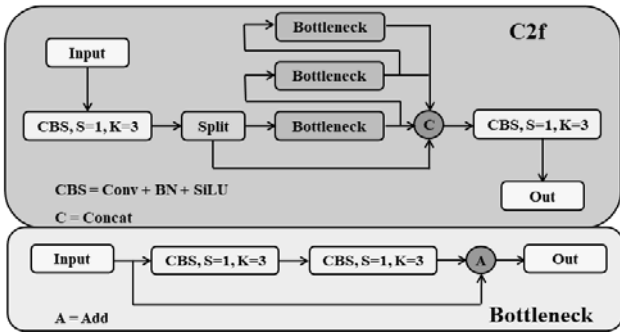 Bottleneck
C2f
Input
Bottleneck
CBS, S=1, K=3
Split
Bottleneck
C
CBS, S=1, K=3
CBS = Conv + BN + SiLU
Out
C = Concat
Input
CBS, S=1, K=3
CBS, S=1, K=3
A
Out
A = Add
Bottleneck